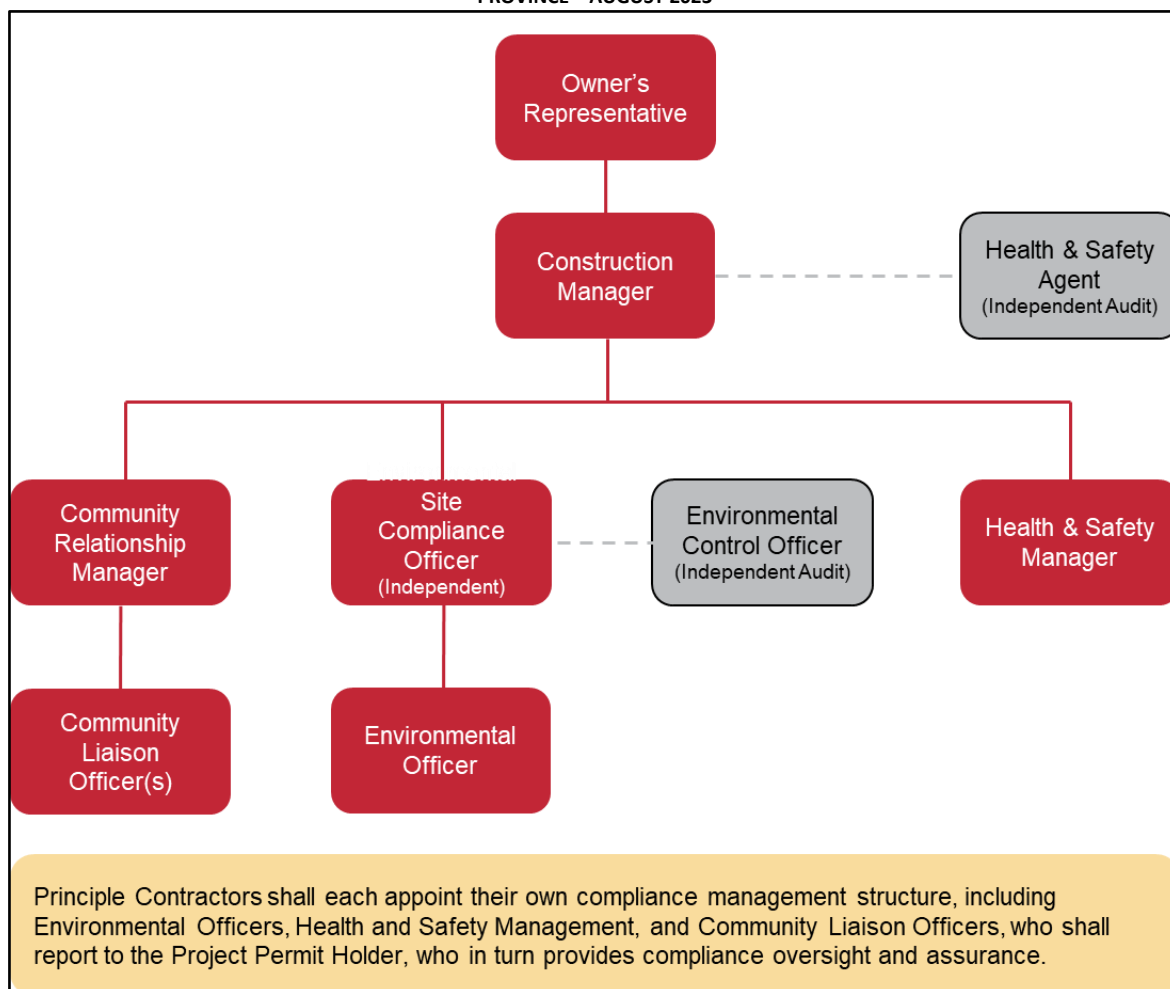 Owner's
Representative
Construction
Manager
Health & Safety
Agent
(Independent Audit)
Community
Relationship
Manager
Site
Compliance
Officer
(Independent)
Environmental
Control Officer
(Independent Audit)
Health & Safety
Manager
Community
Liaison
Officer(s)
Environmental
Officer
Principle Contractors shall each appoint their own compliance management structure, including
Environmental Officers, Health and Safety Management, and Community Liaison Officers, who shall
report to the Project Permit Holder, who in turn provides compliance oversight and assurance.